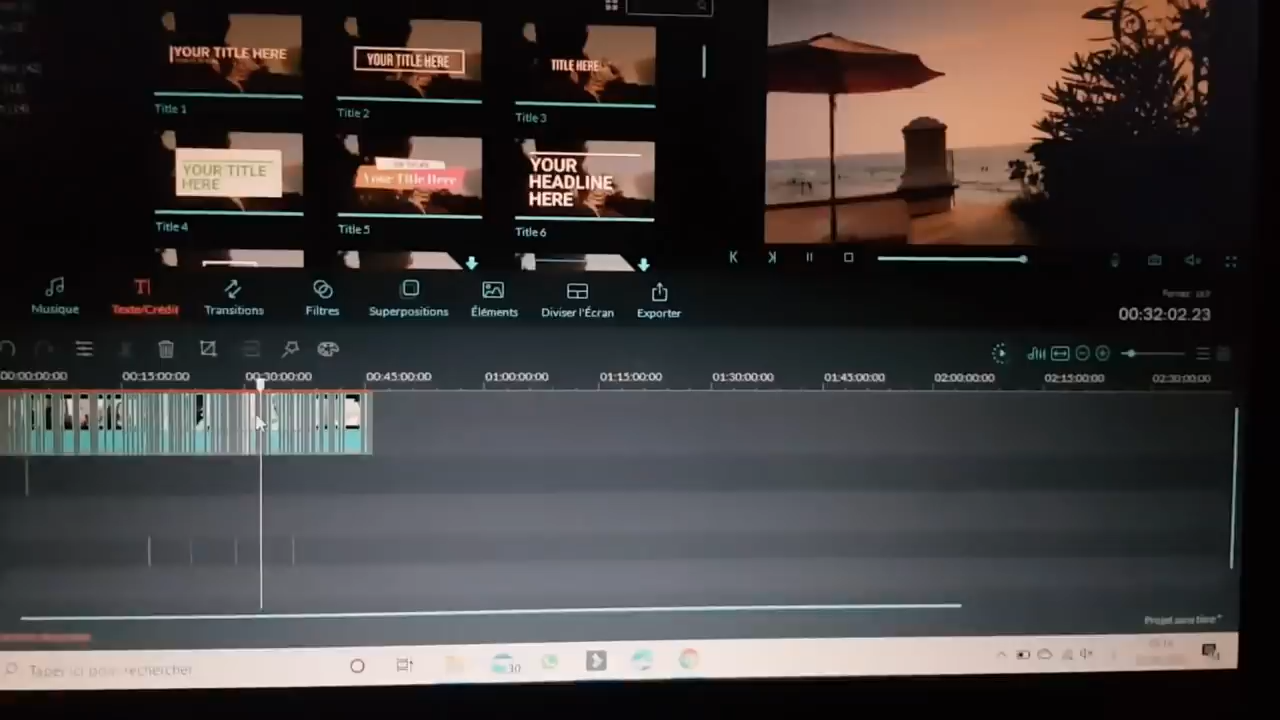 YOUR TITLE HERE
YOUR TITLE HERE
TITLE HERE
Title 1
Title 2
Title 3
YOUR TITLE
HERE
Your Title Here
YOUR
HEADLINE
HERE
Title 4
Title 5
Title 6
Musique
Texte/Crédit
Transitions
Filtres
Superpositions
Éléments
Diviser l'Écran
Exporter
00:32:02.23
00:00:00:00
00:15:00:00
00:30:00:00
00:45:00:00
01:00:00:00
01:15:00:00
01:30:00:00
01:45:00:00
02:00:00:00
02:15:00:00
02:30:00:00
Projet sans titre *
Taper ici pour rechercher
30